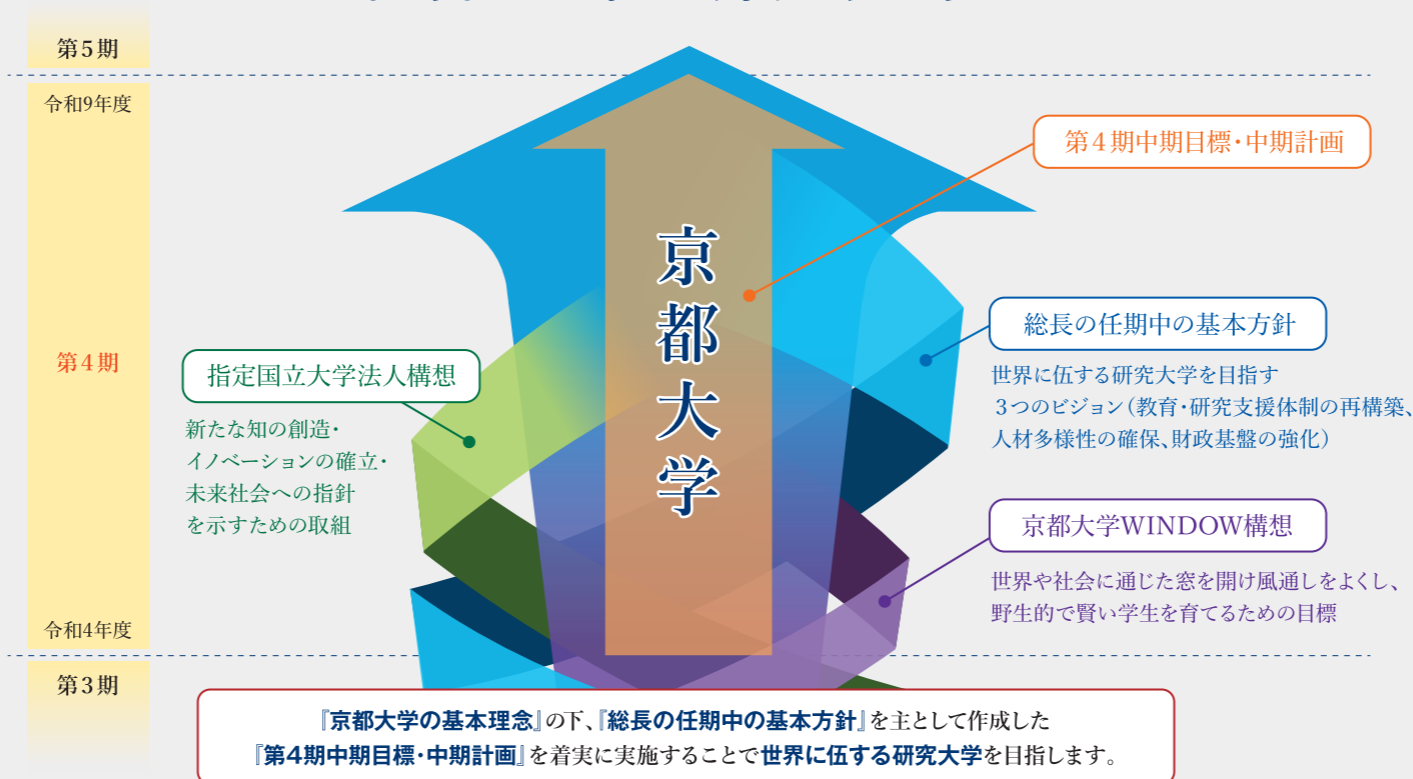 第5期
令和9年度
第4期
令和4年度
第3期
京都大学
第4期中期目標・中期計画
総長の任期中の基本方針
世界に伍する研究大学を目指す
3つのビジョン（教育・研究支援体制の再構築、
人材多様性の確保、財政基盤の強化）
指定国立大学法人構想
新たな知の創造・
イノベーションの確立・
未来社会への指針
を示すための取組
京都大学WINDOW構想
世界や社会に通じた窓を開け風通しをよくし、
野生的で賢い学生を育てるための目標
『京都大学の基本理念』の下、『総長の任期中の基本方針』を主として作成した
『第4期中期目標・中期計画』を着実に実施することで世界に伍する研究大学を目指します。